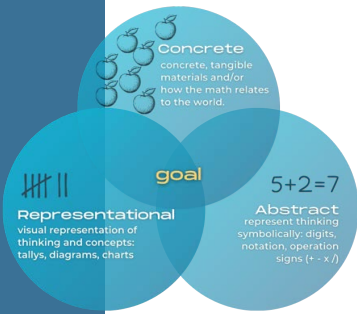 Concrete
concrete, tangible
materials and/or
how the math relates
to the world.
goal
Representational
visual representation of
thinking and concepts:
tallys, diagrams, charts
5+2=7
Abstract
represent thinking
symbolically: digits,
notation, operation
signs (+ - x /)